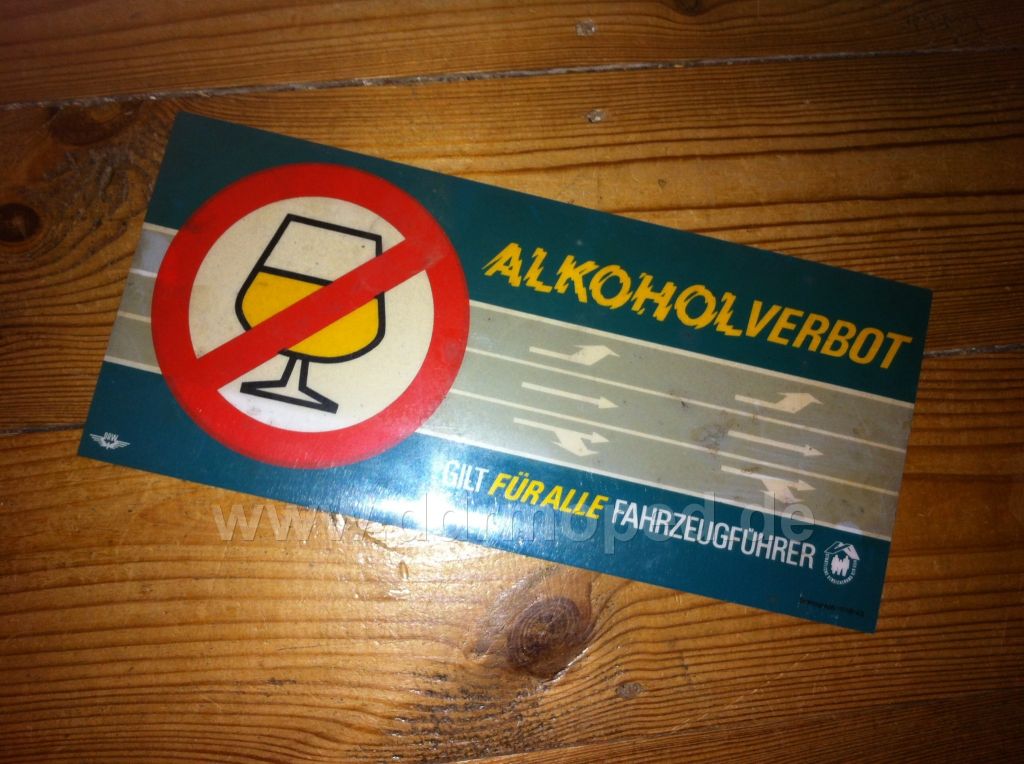 ALKOHOLVERBOT
GILT FÜR ALLE FAHRZEUGFÜHRER
www.ddrmoped.de